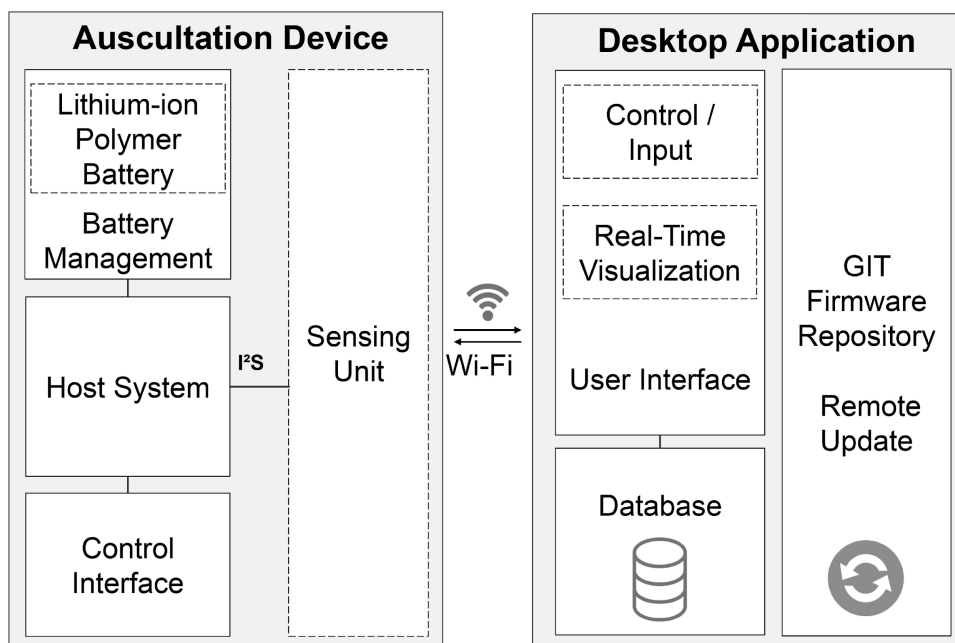 Auscultation Device
Lithium-ion
Polymer
Battery
Battery
Management
Host System
I²S
Control
Interface
Sensing
Unit
Wi-Fi
Desktop Application
Control /
Input
Real-Time
Visualization
User Interface
Database
GIT
Firmware
Repository
Remote
Update